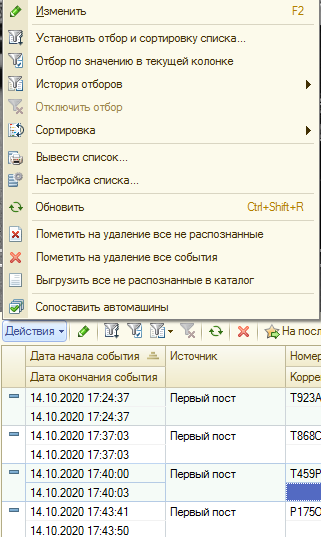 Изменить F2
Установить отбор и сортировку списка...
Отбор по значению в текущей колонке
История отборов
Отключить отбор
Сортировка
Вывести список...
Настройка списка...
Обновить Ctrl+Shift+R
Пометить на удаление все не распознанные
Пометить на удаление все события
Выгрузить все не распознанные в каталог
Сопоставить автомашины
Действия На посл
Дата начала события Источник Номер
Дата окончания события Корре
14.10.2020 17:24:37 Первый пост Т923А
14.10.2020 17:24:37
14.10.2020 17:37:03 Первый пост Т868С
14.10.2020 17:37:03
14.10.2020 17:40:00 Первый пост Т459Р
14.10.2020 17:40:03
14.10.2020 17:43:41 Первый пост Р175О
14.10.2020 17:43:50